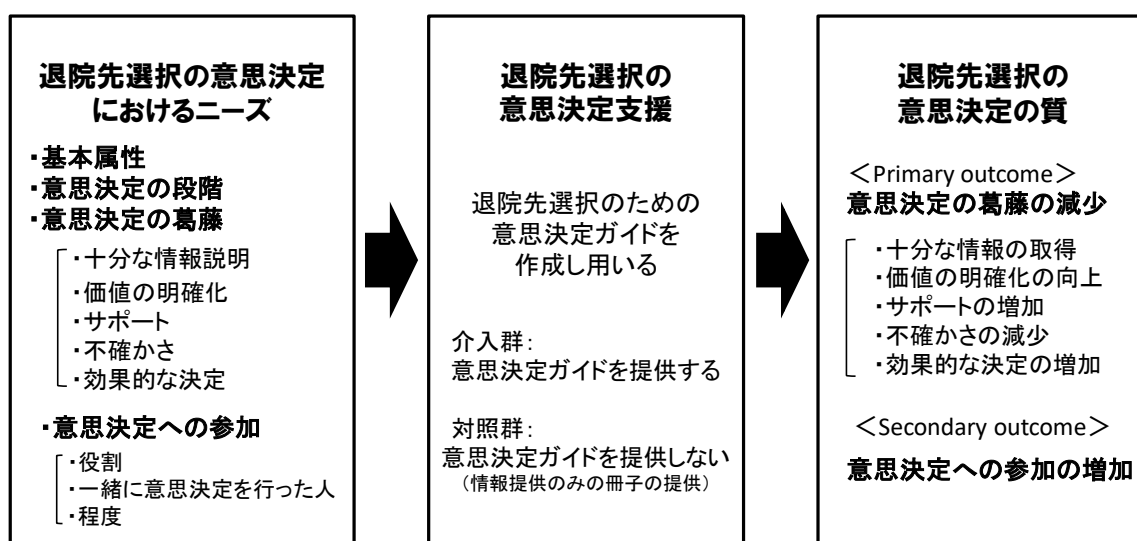 退院先選択の意思決定
におけるニーズ
・基本属性
・意思決定の段階
・意思決定の葛藤
・十分な情報説明
・価値の明確化
・サポート
・不確かさ
・効果的な決定
・意思決定への参加
・役割
・一緒に意思決定を行った人
・程度
退院先選択の
意思決定支援
退院先選択のための
意思決定ガイドを
作成し用いる
介入群：
意思決定ガイドを提供する
対照群：
意思決定ガイドを提供しない
（情報提供のみの冊子の提供）
退院先選択の
意思決定の質
＜Primary outcome＞
意思決定の葛藤の減少
・十分な情報の取得
・価値の明確化の向上
・サポートの増加
・不確かさの減少
・効果的な決定の増加
＜Secondary outcome＞
意思決定への参加の増加